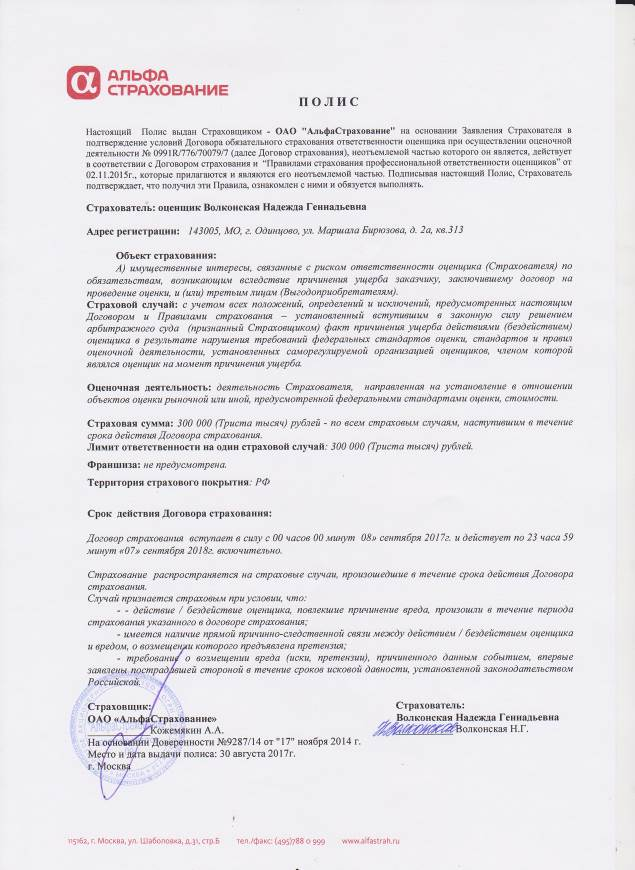 АЛЬФА
СТРАХОВАНИЕ
П О Л И С
Настоящий Полис выдан Страховщиком - ОАО "АльфаСтрахование" на основании Заявления Страхователя в
подтверждение условий Договора обязательного страхования ответственности оценщика при осуществлении оценочной
деятельности № 0991R/776/70079/7 (далее Договор страхования), неотъемлемой частью которого он является, действует
в соответствии с Договором страхования и “Правилами страхования профессиональной ответственности оценщиков” от
02.11.2015г., которые прилагаются и являются его неотъемлемой частью. Подписывая настоящий Полис, Страхователь
подтверждает, что получил эти Правила, ознакомлен с ними и обязуется выполнять.
Страхователь: оценщик Волконская Надежда Геннадьевна
Адрес регистрации: 143005, МО, г. Одинцово, ул. Маршала Бирюзова, д. 2а, кв.313
Объект страхования:
А) имущественные интересы, связанные с риском ответственности оценщика (Страхователя) по
обязательствам, возникающим вследствие причинения ущерба заказчику, заключившему договор на
проведение оценки, и (или) третьим лицам (Выгодоприобретателям).
Страховой случай: с учетом всех положений, определений и исключений, предусмотренных настоящим
Договором и Правилами страхования – установленный вступившим в законную силу решением
арбитражного суда (признанный Страховщиком) факт причинения ущерба действиями (бездействием)
оценщика в результате нарушения требований федеральных стандартов оценки, стандартов и правил
оценочной деятельности, установленных саморегулируемой организацией оценщиков, членом которой
являлся оценщик на момент причинения ущерба.
Оценочная деятельность: деятельность Страхователя, направленная на установление в отношении
объектов оценки рыночной или иной, предусмотренной федеральными стандартами оценки, стоимости.
Страховая сумма: 300 000 (Триста тысяч) рублей - по всем страховым случаям, наступившим в течение
срока действия Договора страхования.
Лимит ответственности на один страховой случай: 300 000 (Триста тысяч) рублей.
Франшиза: не предусмотрена.
Территория страхового покрытия: РФ
Срок действия Договора страхования:
Договор страхования вступает в силу с 00 часов 00 минут 08» сентября 2017г. и действует по 23 часа 59
минут «07» сентября 2018г. включительно.
Страхование распространяется на страховые случаи, произошедшие в течение срока действия Договора
страхования.
Случай признается страховым при условии, что:
- - действие / бездействие оценщика, повлекшие причинение вреда, произошли в течение периода
страхования указанного в договоре страхования;
- имеется наличие прямой причинно-следственной связи между действием / бездействием оценщика
и вредом, о возмещении которого предъявлена претензия;
- требование о возмещении вреда (иски, претензии), причиненного данным событием, впервые
заявлены пострадавшей стороной в течение сроков исковой давности, установленной законодательством
Российской.
Страховщик:
ОАО «АльфаСтрахование»
Кожемякин А.А.
На основании Доверенности №9287/14 от "17" ноября 2014 г.
Место и дата выдачи полиса: 30 августа 2017г.
г. Москва
Страхователь:
Волконская Надежда Геннадьевна
Волконская Волконская Н.Г.
115162, г. Москва, ул. Шаболовка, д.31, стр.Б тел./факс: (495)788 0 999 www.alfastrah.ru